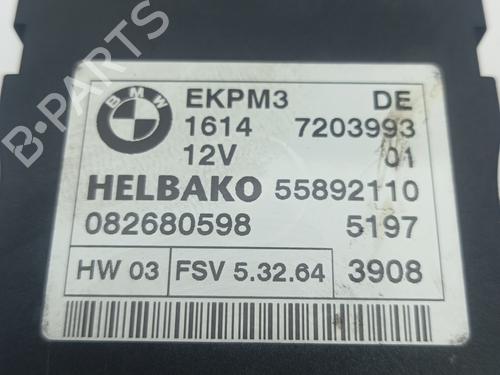 B-PARTS
BMW
EKPM3 DE
1614 7203993
12V 01
HELBAKO 55892110
082680598 5197
HW 03 FSV 5.32.64 3908